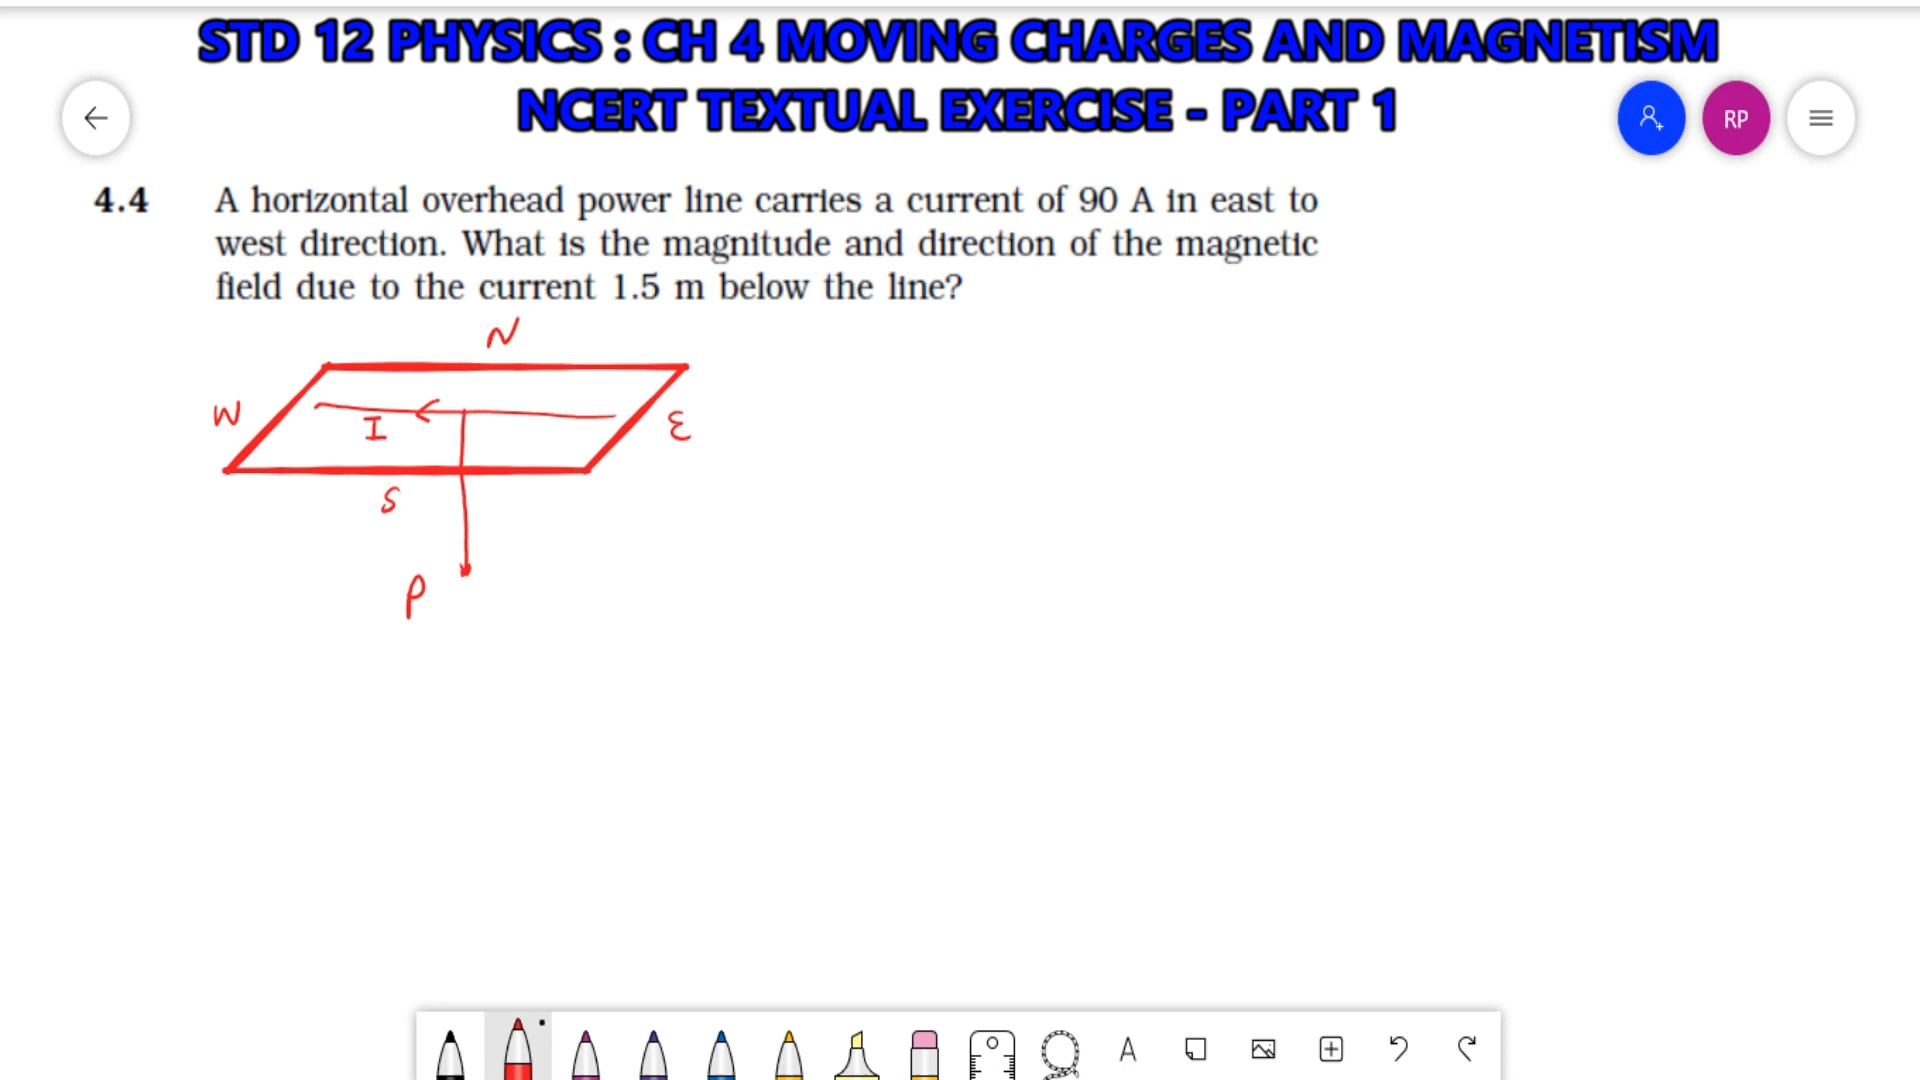 STD 12 PHYSICS : CH 4 MOVING CHARGES AND MAGNETISM
NCERT TEXTUAL EXERCISE - PART 1
RP
4.4 A horizontal overhead power line carries a current of 90 A in east to
west direction. What is the magnitude and direction of the magnetic
field due to the current 1.5 m below the line?
N
W
I
E
S
P
A